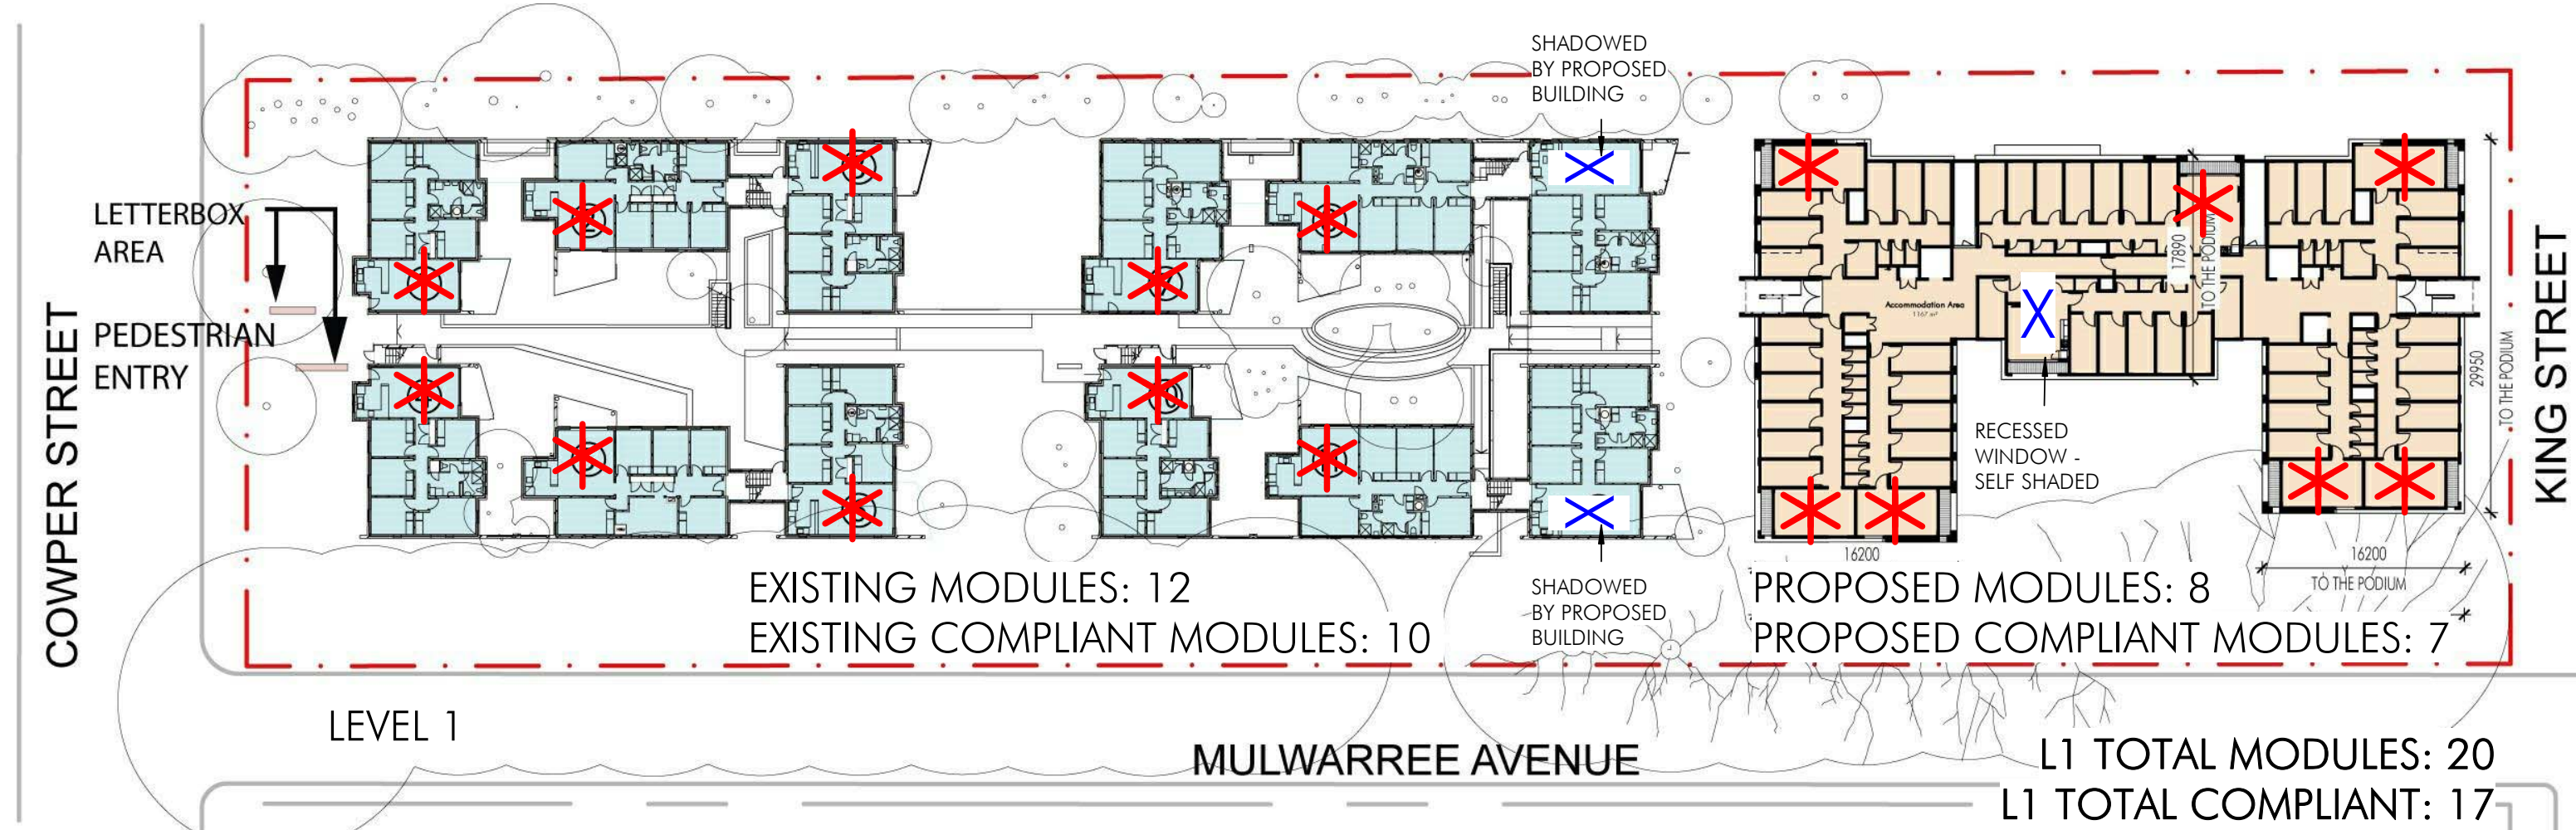 SHADOWED
BY PROPOSED
BUILDING
LETTERBOX
AREA
PEDESTRIAN
ENTRY
COWPER STREET
Accommodation Area
17890
TO THE PODIUM
29950
TO THE PODIUM
KING STREET
RECESSED
WINDOW -
SELF SHADED
16200
16200
TO THE PODIUM
SHADOWED
BY PROPOSED
BUILDING
EXISTING MODULES: 12
EXISTING COMPLIANT MODULES: 10
PROPOSED MODULES: 8
PROPOSED COMPLIANT MODULES: 7
LEVEL 1
MULWARREE AVENUE
L1 TOTAL MODULES: 20
L1 TOTAL COMPLIANT: 17